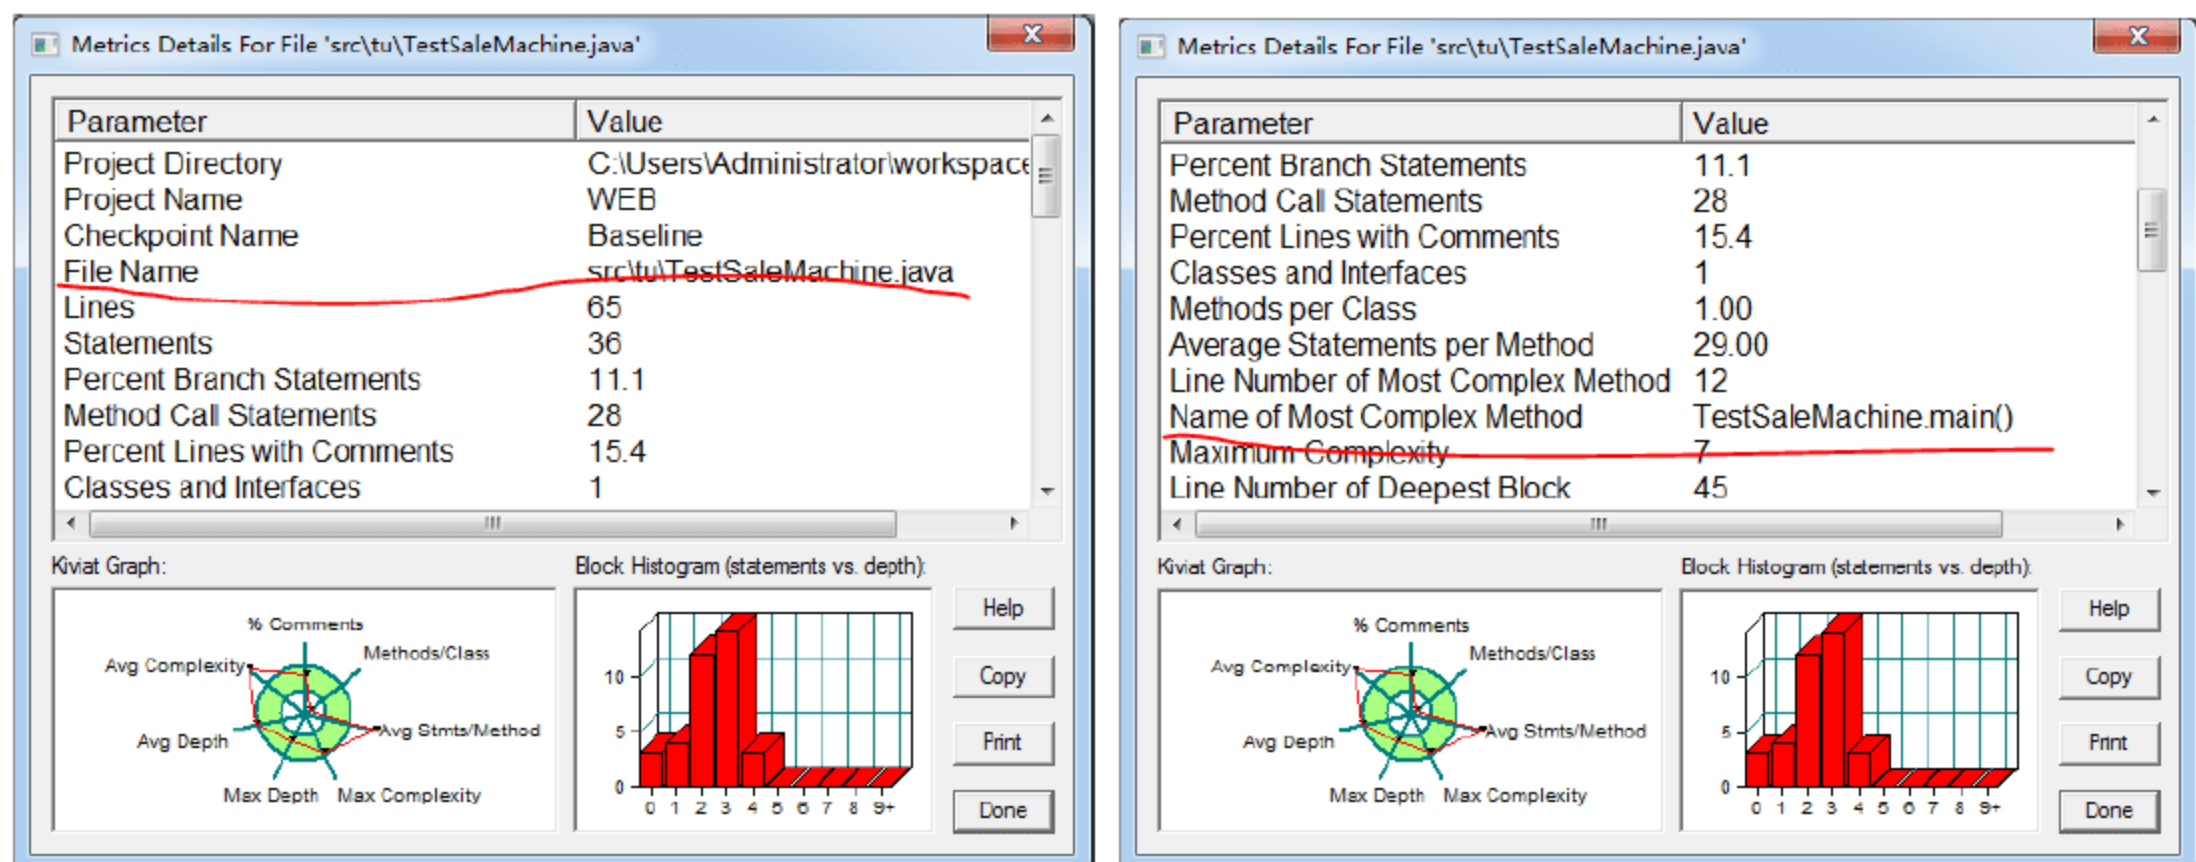 Metrics Details For File 'src\tu\TestSaleMachine.java'
Parameter Value
Project Directory C:\Users\Administrator\workspace
Project Name WEB
Checkpoint Name Baseline
File Name src\tu\TestSaleMachine.java
Lines 65
Statements 36
Percent Branch Statements 11.1
Method Call Statements 28
Percent Lines with Comments 15.4
Classes and Interfaces 1
Kiviat Graph:
Block Histogram (statements vs. depth):
% Comments
Methods/Class
Avg Complexity
Avg Stmts/Method
Avg Depth
Max Depth
Max Complexity
10
5
0
0 1 2 3 4 5 6 7 8 9+
Help
Copy
Print
Done
Metrics Details For File 'src\tu\TestSaleMachine.java'
Parameter Value
Percent Branch Statements 11.1
Method Call Statements 28
Percent Lines with Comments 15.4
Classes and Interfaces 1
Methods per Class 1.00
Average Statements per Method 29.00
Line Number of Most Complex Method 12
Name of Most Complex Method TestSaleMachine.main()
Maximum Complexity 7
Line Number of Deepest Block 45
Kiviat Graph:
Block Histogram (statements vs. depth):
% Comments
Methods/Class
Avg Complexity
Avg Stmts/Method
Avg Depth
Max Depth
Max Complexity
10
5
0
0 1 2 3 4 5 6 7 8 9+
Help
Copy
Print
Done